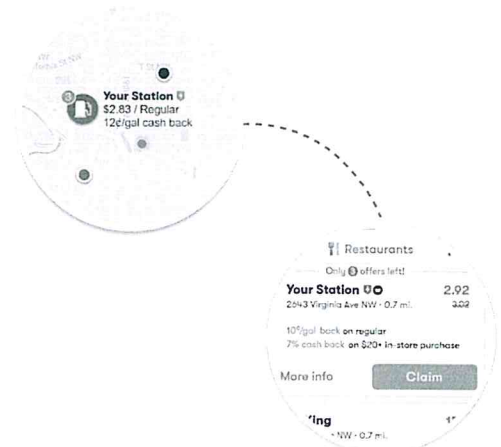 3
Your Station
$2.83 / Regular
12¢/gal cash back
Restaurants
Only 3 offers left!
Your Station 2.92
2643 Virginia Ave NW · 0.7 mi. 3.02
10¢/gal back on regular
7% cash back on $20+ in-store purchase
More info Claim
NW · 0.7 mi.